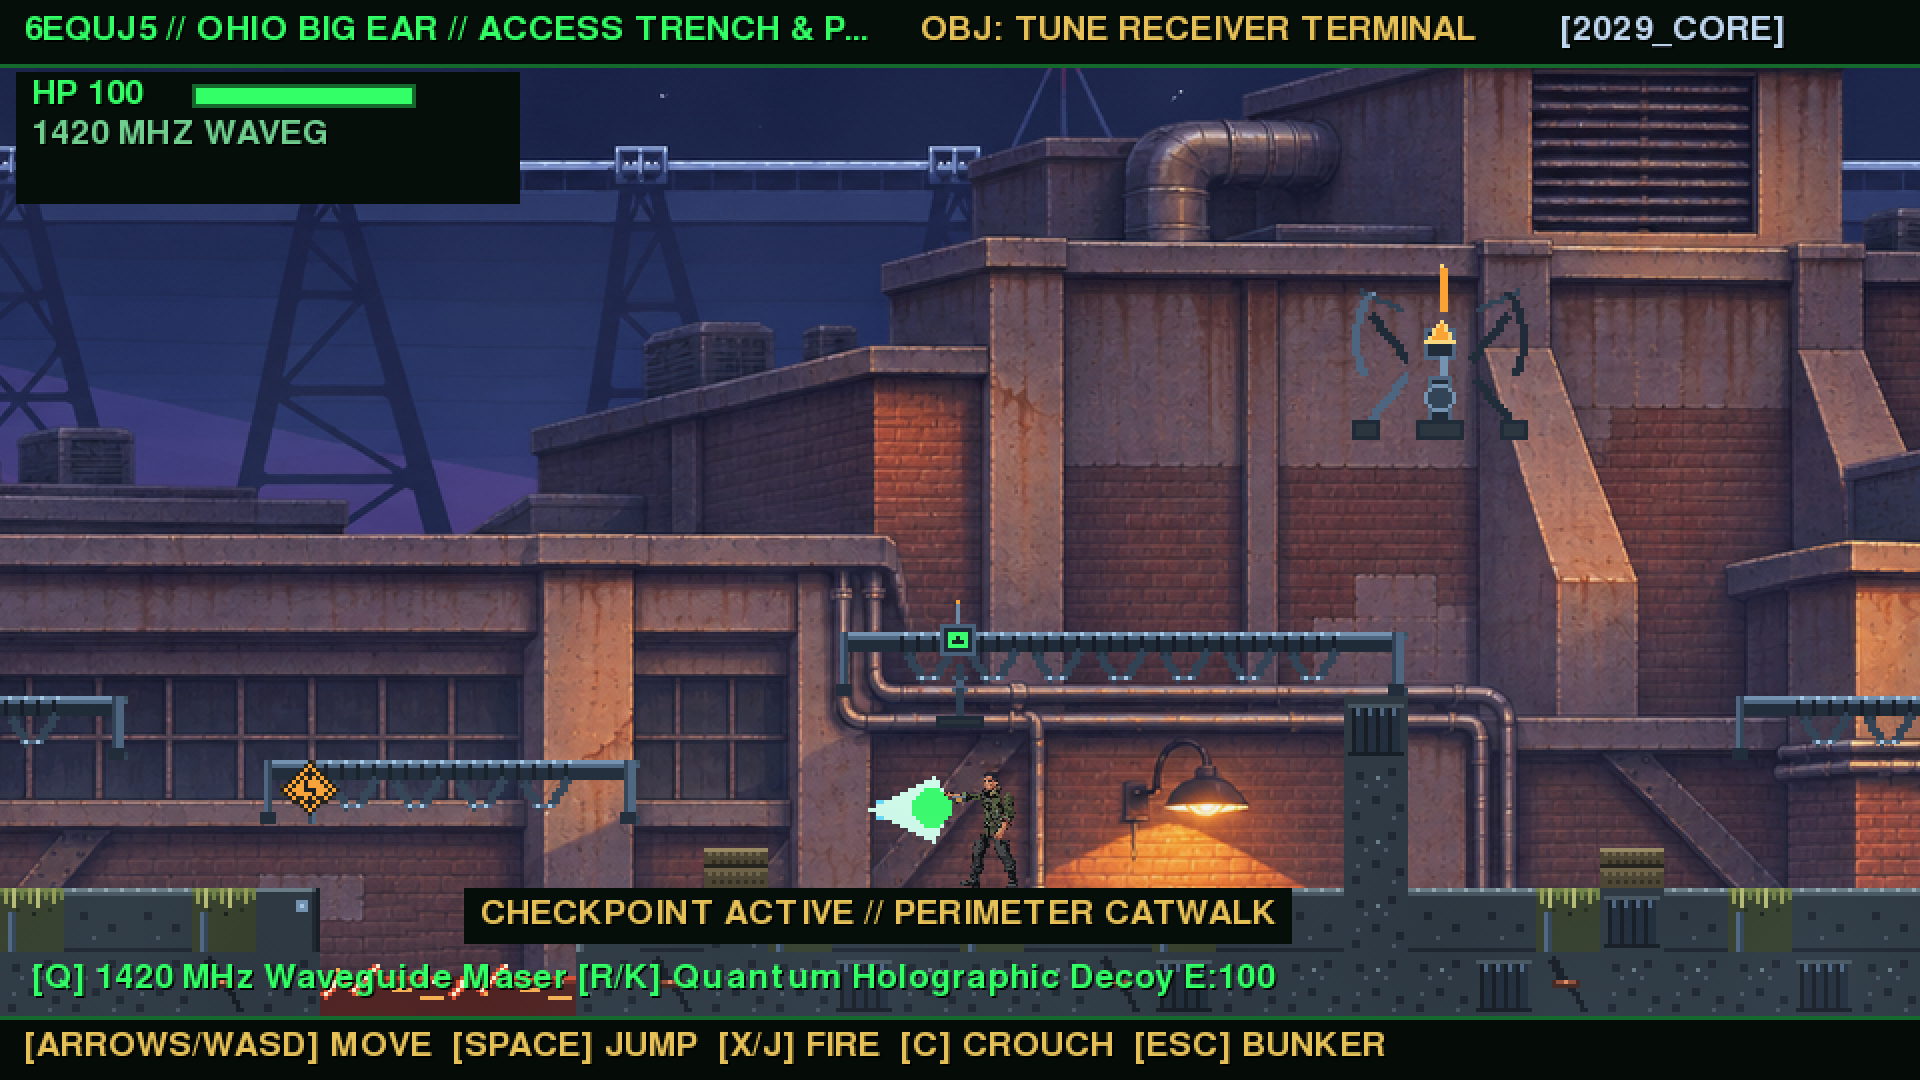 6EQUJ5 // OHIO BIG EAR // ACCESS TRENCH & P... OBJ: TUNE RECEIVER TERMINAL [2029_CORE]
HP 100
1420 MHZ WAVEG
CHECKPOINT ACTIVE // PERIMETER CATWALK
[Q] 1420 MHz Waveguide Maser [R/K] Quantum Holographic Decoy E:100
[ARROWS/WASD] MOVE [SPACE] JUMP [X/J] FIRE [C] CROUCH [ESC] BUNKER